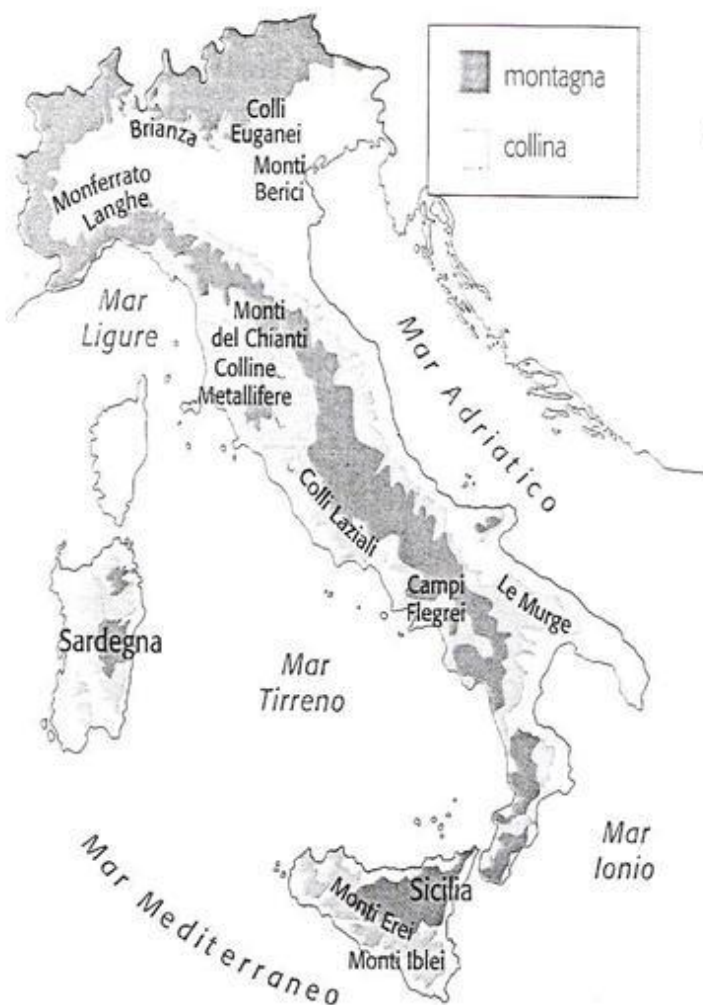 montagna
collina
Colli
Euganei
Brianza
Monti
Berici
Monferrato
Langhe
Mar
Ligure
Monti
del Chianti
Colline
Metallifere
Mar Adriatico
Colli Laziali
Campi
Flegrei
Le Murge
Sardegna
Mar
Tirreno
Mar
Ionio
Sicilia
Monti Erei
Monti Iblei
Mar Mediterraneo